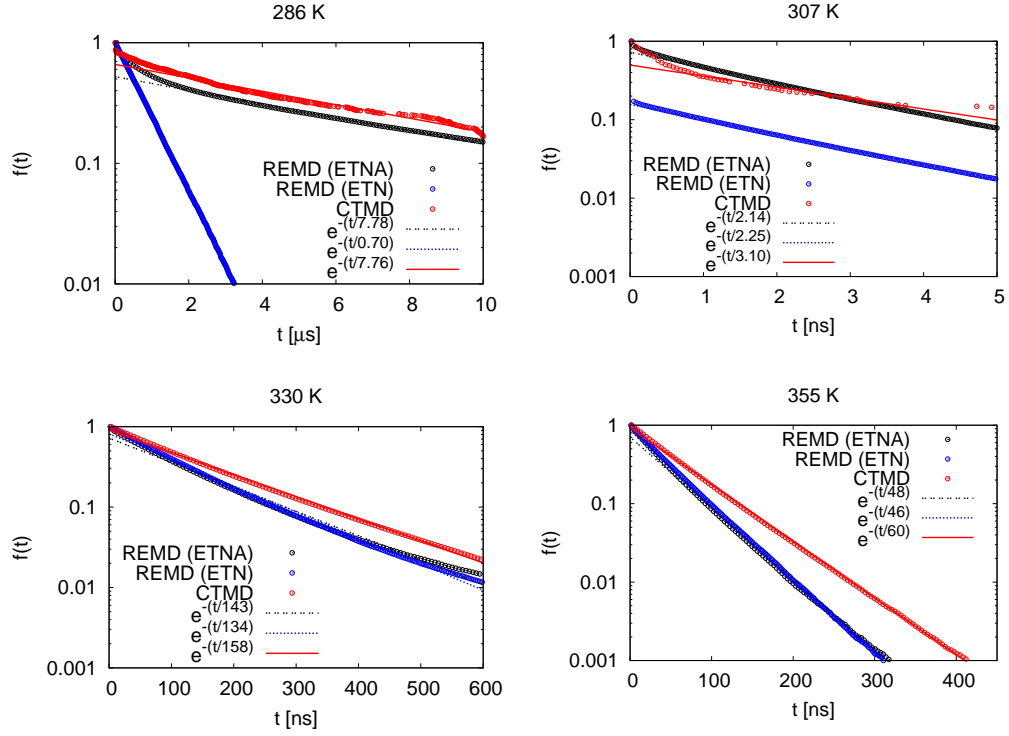 286 K
1
0.1
0.01
f(t)
REMD (ETNA)
REMD (ETN)
CTMD
e^-(t/7.78)
e^-(t/0.70)
e^-(t/7.76)
0 2 4 6 8 10
t [μs]
307 K
1
0.1
0.01
0.001
f(t)
REMD (ETNA)
REMD (ETN)
CTMD
e^-(t/2.14)
e^-(t/2.25)
e^-(t/3.10)
0 1 2 3 4 5
t [ns]
330 K
1
0.1
0.01
0.001
f(t)
REMD (ETNA)
REMD (ETN)
CTMD
e^-(t/143)
e^-(t/134)
e^-(t/158)
0 100 200 300 400 500 600
t [ns]
355 K
1
0.1
0.01
0.001
f(t)
REMD (ETNA)
REMD (ETN)
CTMD
e^-(t/48)
e^-(t/46)
e^-(t/60)
0 100 200 300 400
t [ns]